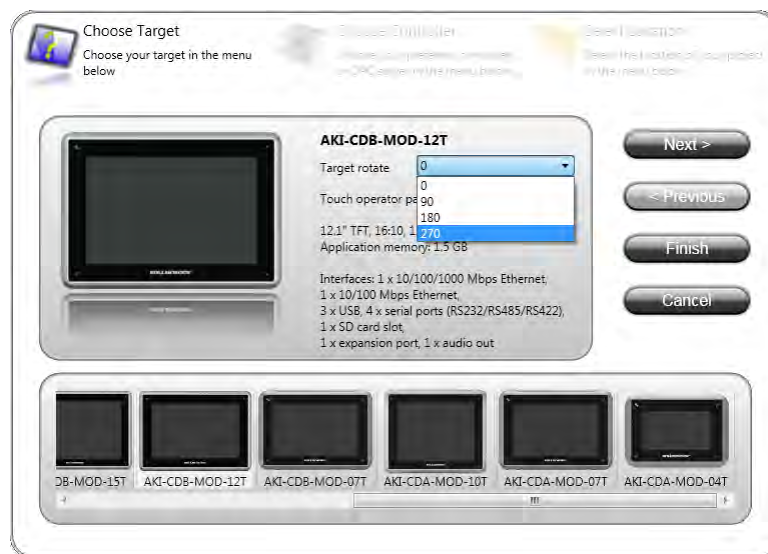 Choose Target
Choose your target in the menu
below
AKI-CDB-MOD-12T
Target rotate
0
0
90
180
270
Touch operator pa
12.1" TFT, 16:10, 1
Application memory: 1.5 GB
Interfaces: 1 x 10/100/1000 Mbps Ethernet,
1 x 10/100 Mbps Ethernet,
3 x USB, 4 x serial ports (RS232/RS485/RS422),
1 x SD card slot,
1 x expansion port, 1 x audio out
Next >
< Previous
Finish
Cancel
DB-MOD-15T
AKI-CDB-MOD-12T
AKI-CDB-MOD-07T
AKI-CDA-MOD-10T
AKI-CDA-MOD-07T
AKI-CDA-MOD-04T